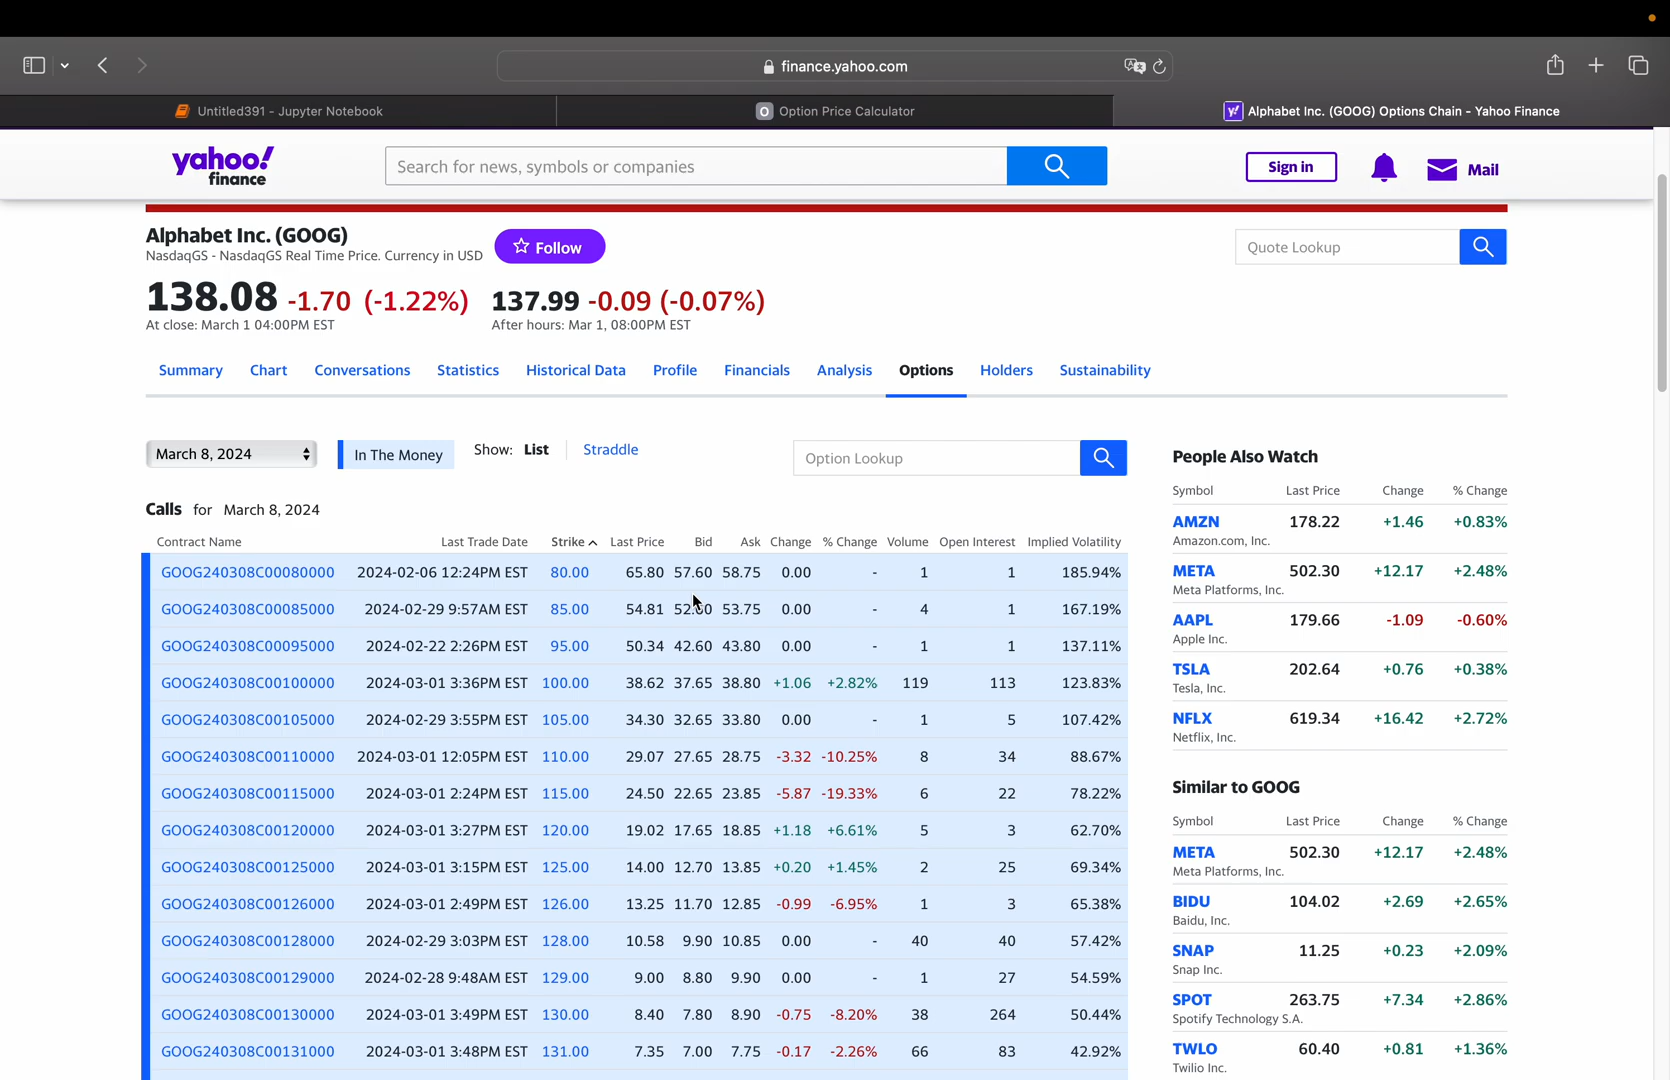 finance.yahoo.com
Untitled391 - Jupyter Notebook
O Option Price Calculator
y! Alphabet Inc. (GOOG) Options Chain - Yahoo Finance
yahoo!
finance
Search for news, symbols or companies
Sign in
Mail
Alphabet Inc. (GOOG)
NasdaqGS - NasdaqGS Real Time Price. Currency in USD
Follow
Quote Lookup
138.08 -1.70 (-1.22%) 137.99 -0.09 (-0.07%)
At close: March 1 04:00PM EST After hours: Mar 1, 08:00PM EST
Summary Chart Conversations Statistics Historical Data Profile Financials Analysis Options Holders Sustainability
March 8, 2024 In The Money Show: List Straddle Option Lookup
Calls for March 8, 2024
Contract Name Last Trade Date Strike Last Price Bid Ask Change % Change Volume Open Interest Implied Volatility
GOOG240308C00080000 2024-02-06 12:24PM EST 80.00 65.80 57.60 58.75 0.00 - 1 1 185.94%
GOOG240308C00085000 2024-02-29 9:57AM EST 85.00 54.81 53.75 0.00 - 4 1 167.19%
GOOG240308C00095000 2024-02-22 2:26PM EST 95.00 50.34 42.60 43.80 0.00 - 1 1 137.11%
GOOG240308C00100000 2024-03-01 3:36PM EST 100.00 38.62 37.65 38.80 +1.06 +2.82% 119 113 123.83%
GOOG240308C00105000 2024-02-29 3:55PM EST 105.00 34.30 32.65 33.80 0.00 - 1 5 107.42%
GOOG240308C00110000 2024-03-01 12:05PM EST 110.00 29.07 27.65 28.75 -3.32 -10.25% 8 34 88.67%
GOOG240308C00115000 2024-03-01 2:24PM EST 115.00 24.50 22.65 23.85 -5.87 -19.33% 6 22 78.22%
GOOG240308C00120000 2024-03-01 3:27PM EST 120.00 19.02 17.65 18.85 +1.18 +6.61% 5 3 62.70%
GOOG240308C00125000 2024-03-01 3:15PM EST 125.00 14.00 12.70 13.85 +0.20 +1.45% 2 25 69.34%
GOOG240308C00126000 2024-03-01 2:49PM EST 126.00 13.25 11.70 12.85 -0.99 -6.95% 1 3 65.38%
GOOG240308C00128000 2024-02-29 3:03PM EST 128.00 10.58 9.90 10.85 0.00 - 40 40 57.42%
GOOG240308C00129000 2024-02-28 9:48AM EST 129.00 9.00 8.80 9.90 0.00 - 1 27 54.59%
GOOG240308C00130000 2024-03-01 3:49PM EST 130.00 8.40 7.80 8.90 -0.75 -8.20% 38 264 50.44%
GOOG240308C00131000 2024-03-01 3:48PM EST 131.00 7.35 7.00 7.75 -0.17 -2.26% 66 83 42.92%
People Also Watch
Symbol Last Price Change % Change
AMZN 178.22 +1.46 +0.83%
Amazon.com, Inc.
META 502.30 +12.17 +2.48%
Meta Platforms, Inc.
AAPL 179.66 -1.09 -0.60%
Apple Inc.
TSLA 202.64 +0.76 +0.38%
Tesla, Inc.
NFLX 619.34 +16.42 +2.72%
Netflix, Inc.
Similar to GOOG
Symbol Last Price Change % Change
META 502.30 +12.17 +2.48%
Meta Platforms, Inc.
BIDU 104.02 +2.69 +2.65%
Baidu, Inc.
SNAP 11.25 +0.23 +2.09%
Snap Inc.
SPOT 263.75 +7.34 +2.86%
Spotify Technology S.A.
TWLO 60.40 +0.81 +1.36%
Twilio Inc.